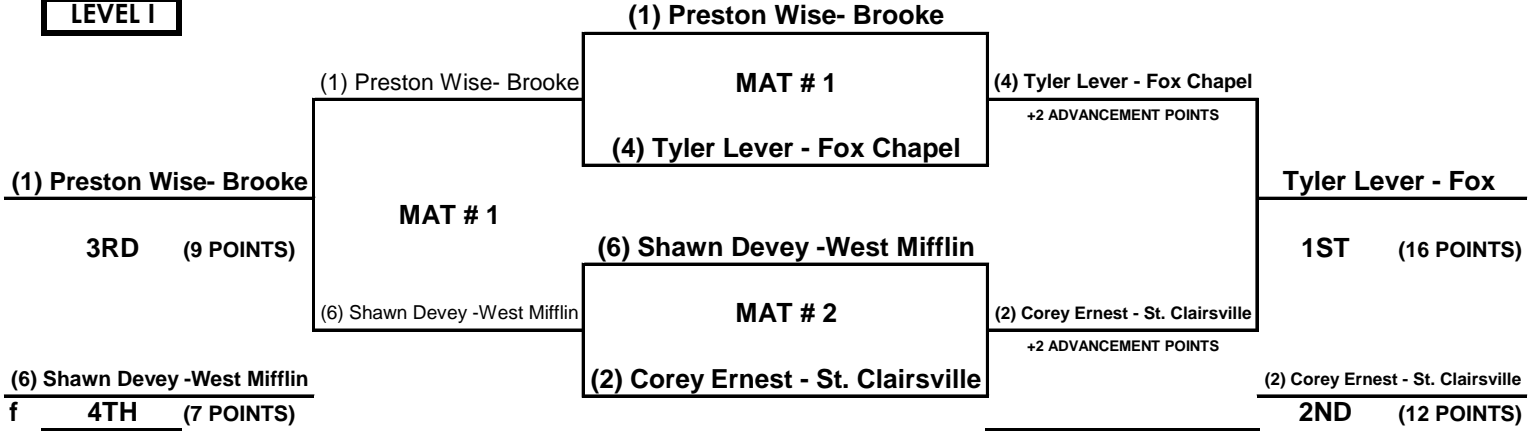 LEVEL I
(1) Preston Wise- Brooke
(1) Preston Wise- Brooke
MAT # 1
(4) Tyler Lever - Fox Chapel
+2 ADVANCEMENT POINTS
(4) Tyler Lever - Fox Chapel
(1) Preston Wise- Brooke
Tyler Lever - Fox
MAT # 1
3RD (9 POINTS)
(6) Shawn Devey -West Mifflin
1ST (16 POINTS)
(6) Shawn Devey -West Mifflin
MAT # 2
(2) Corey Ernest - St. Clairsville
+2 ADVANCEMENT POINTS
(6) Shawn Devey -West Mifflin
(2) Corey Ernest - St. Clairsville
(2) Corey Ernest - St. Clairsville
f 4TH (7 POINTS)
2ND (12 POINTS)